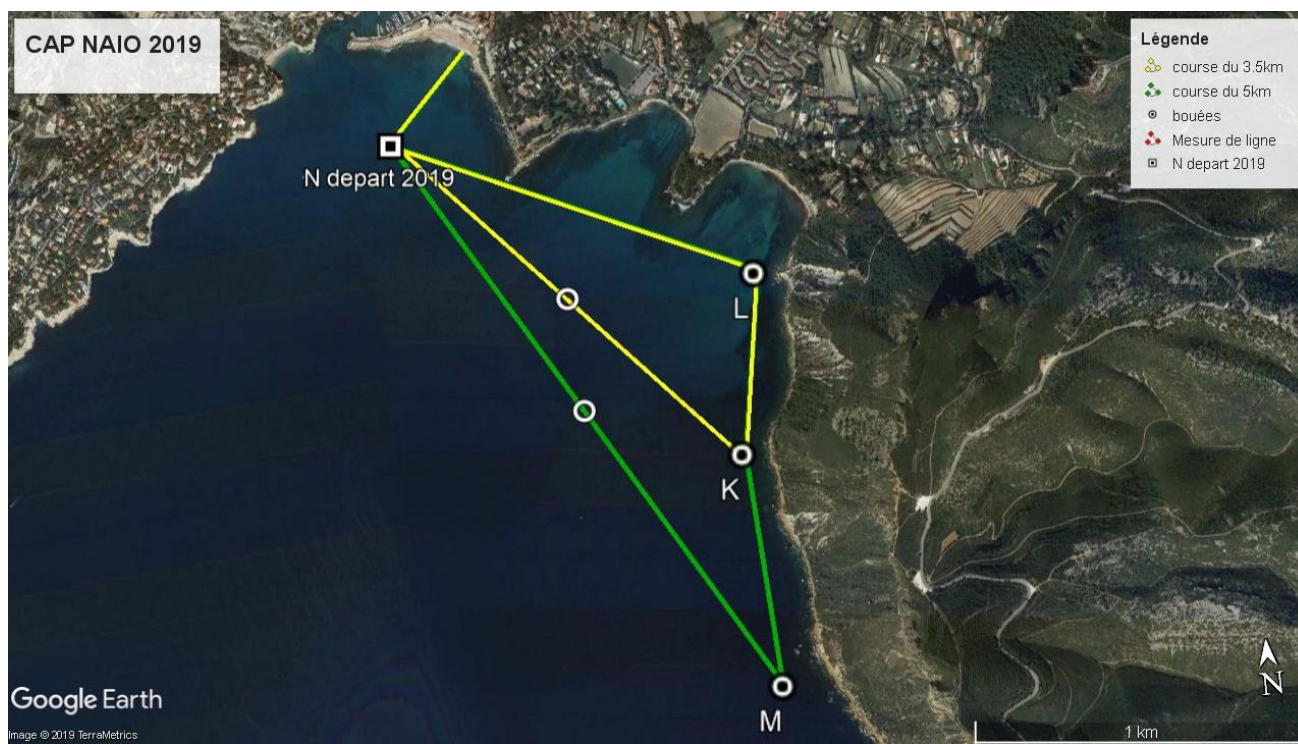 CAP NAIO 2019
Légende
course du 3.5km
course du 5km
bouées
Mesure de ligne
N depart 2019
N depart 2019
L
K
M
N
Google Earth
Image © 2019 TerraMetrics
1 km